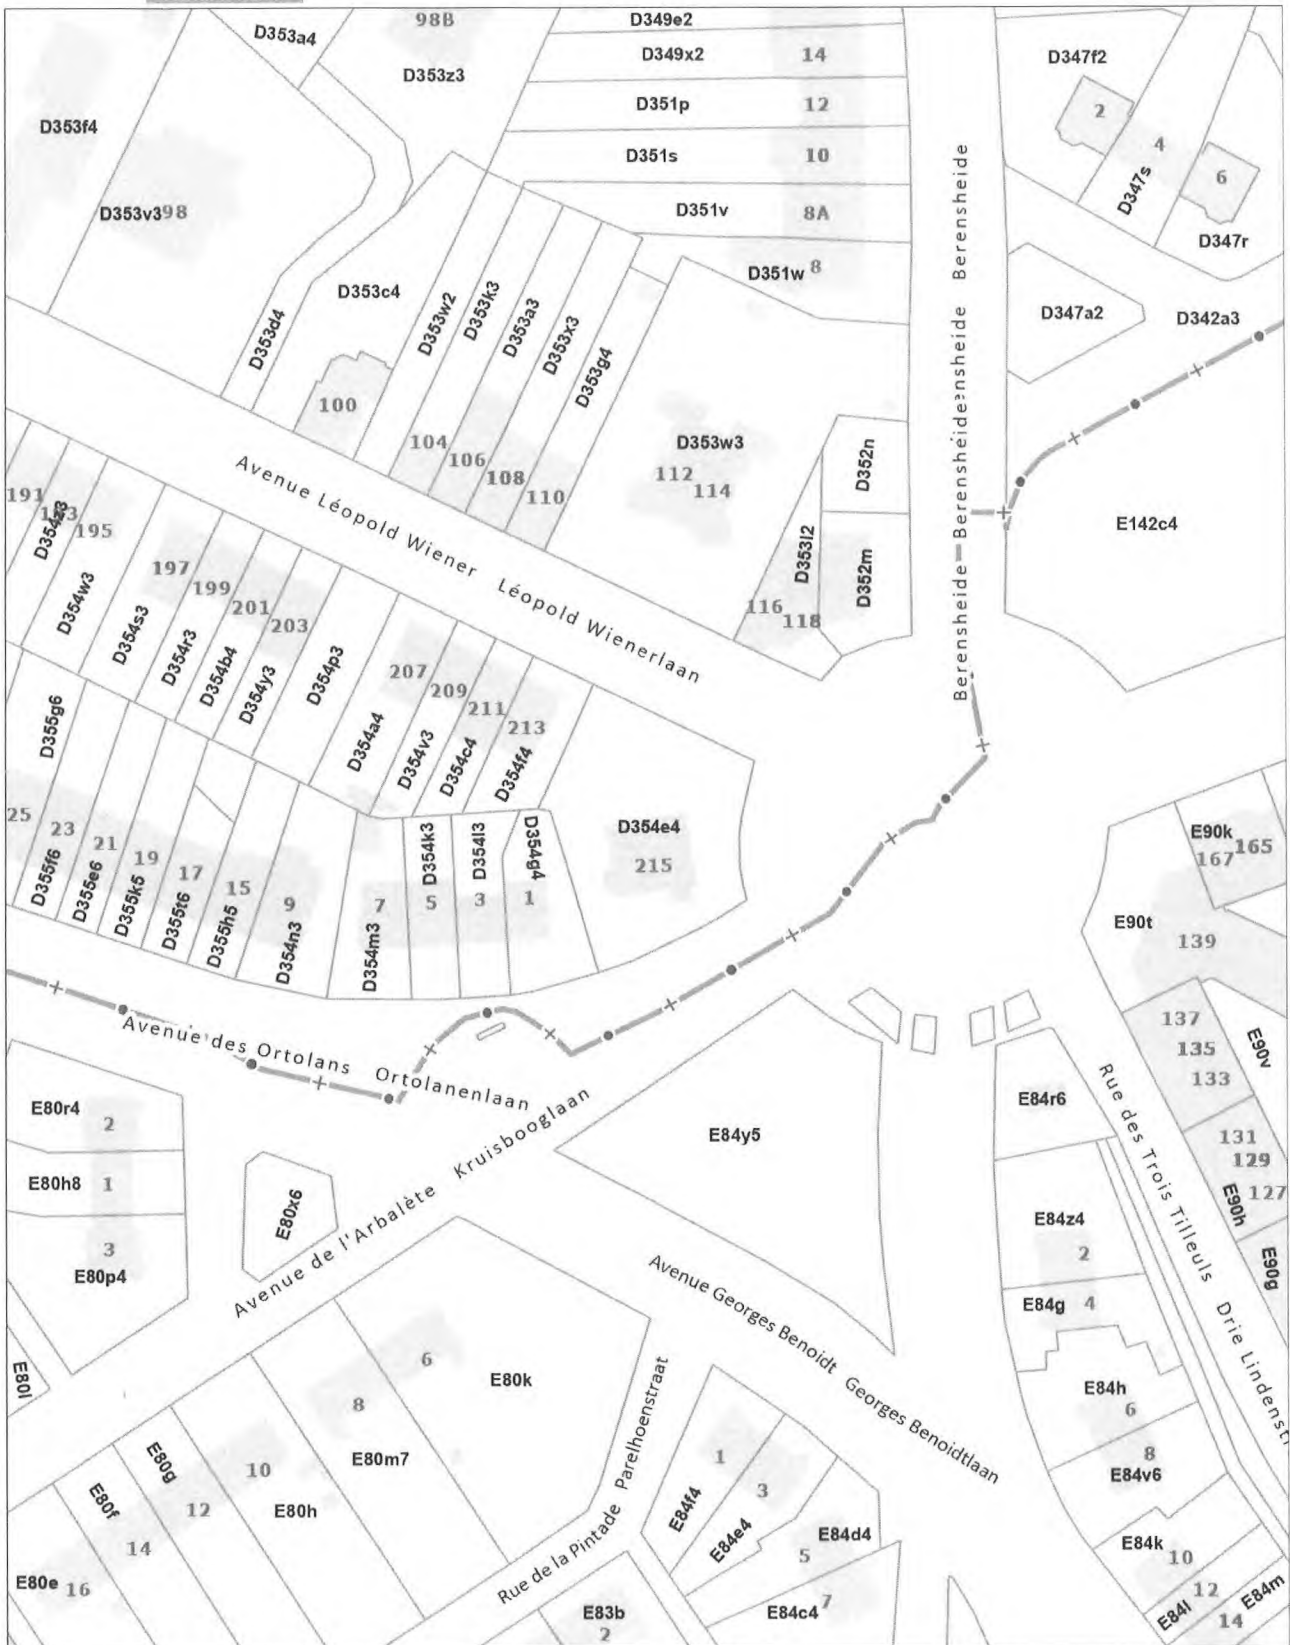 D353a4
98B
D349e2
D353z3
D349x2
14
D347f2
D351p
12
2
D353f4
D351s
10
4
D347s
6
D353v398
D351v
8A
D347r
D351w 8
Berensheide
Berensheide
D353c4
D347a2
D342a3
D353d4
D353w2
D353k3
D353a3
D353x3
D353g4
100
104
106
108
110
D353w3
112
114
D352n
D353l2
D352m
116
118
Berensheide
Berensheide
E142c4
Avenue Léopold Wiener Léopold Wienerlaan
191
D354z3
195
D354w3
197
D354s3
199
D354r3
201
D354b4
203
D354y3
D354p3
207
D354a4
209
D354v3
211
D354c4
213
D354f4
D355g6
25
23
D355f6
21
D355e6
19
D355k5
17
D355t6
15
D355h5
9
D354n3
7
D354m3
D354k3
5
D354l3
3
D354g4
1
D354e4
215
E90k
167
165
E90t
139
137
135
133
E90v
131
129
127
E90h
E90g
Avenue des Ortolans Ortolanenlaan
E80r4
2
E80h8
1
3
E80p4
E80x6
Avenue de l'Arbalète Kruisbooglaan
E84y5
E84r6
Rue des Trois Tilleuls Drie Lindenstr
E84z4
2
E84g
4
E84h
6
8
E84v6
E84k
10
12
E84l
14
E84m
Avenue Georges Benoidt Georges Benoidtlaan
E80l
6
E80k
8
E80m7
10
E80h
E80g
12
E80f
14
E80e
16
Rue de la Pintade Parelhoenstraat
1
E84f4
3
E84e4
E84d4
5
E84c4
7
E83b
2